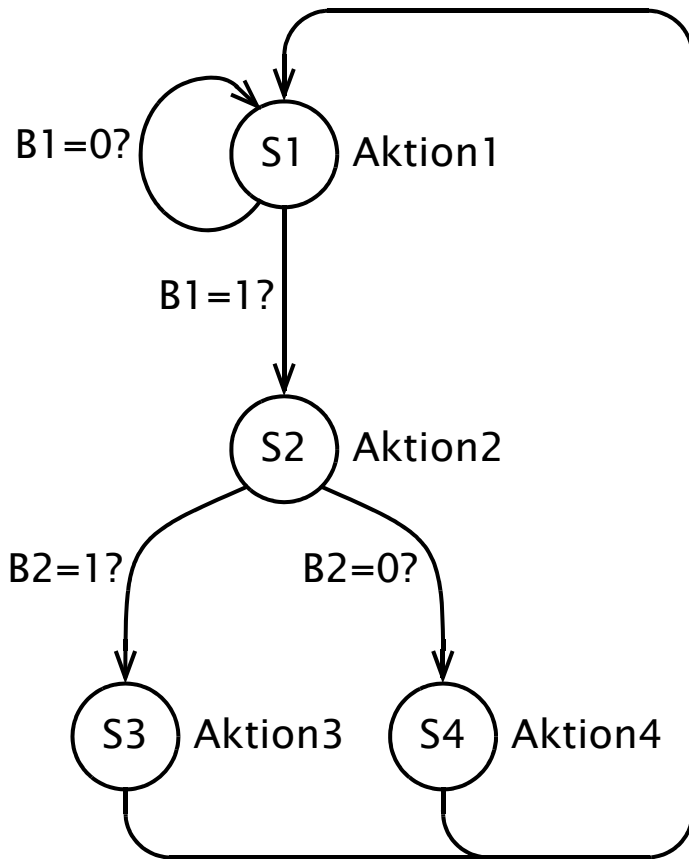 B1=0?
S1 Aktion1
B1=1?
S2 Aktion2
B2=1? B2=0?
S3 Aktion3 S4 Aktion4